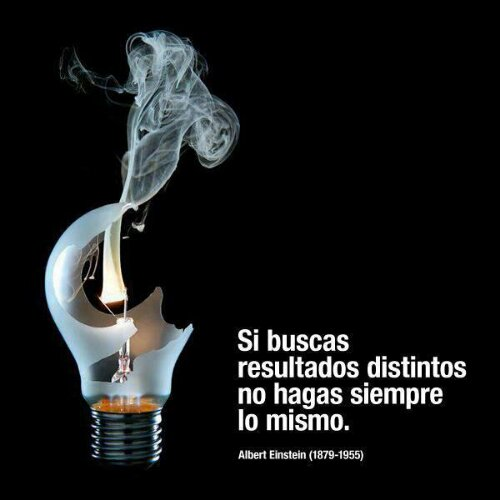 Si buscas
resultados distintos
no hagas siempre
lo mismo.
Albert Einstein (1879-1955)